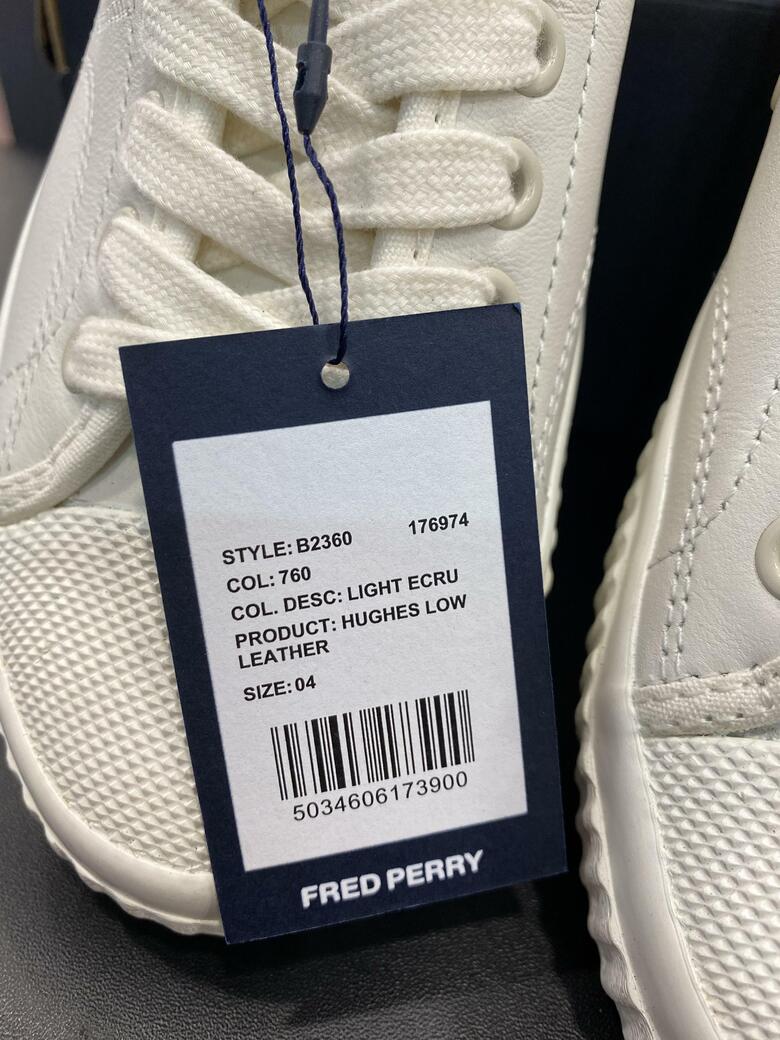 STYLE: B2360 176974
COL: 760
COL. DESC: LIGHT ECRU
PRODUCT: HUGHES LOW
LEATHER
SIZE: 04
5034606173900
FRED PERRY